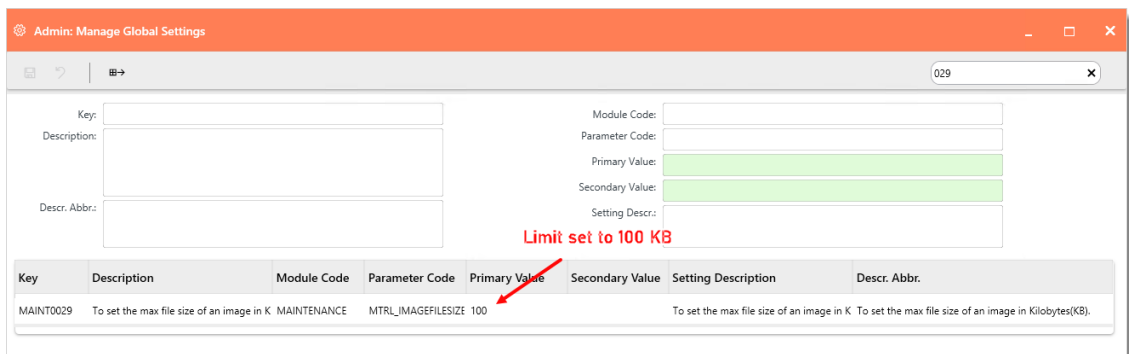 Admin: Manage Global Settings
029
Key:
Module Code:
Description:
Parameter Code:
Primary Value:
Secondary Value:
Descr. Abbr.:
Setting Descr.:
Limit set to 100 KB
Key Description Module Code Parameter Code Primary Value Secondary Value Setting Description Descr. Abbr.
MAINT0029 To set the max file size of an image in K MAINTENANCE MTRL_IMAGEFILESIZE 100 To set the max file size of an image in K To set the max file size of an image in Kilobytes(KB).